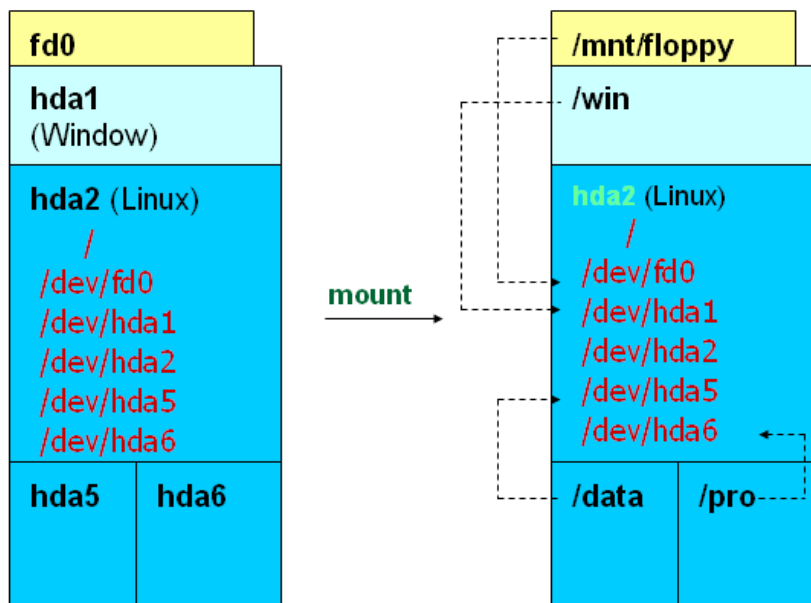 fd0
hda1
(Window)
hda2 (Linux)
/
/dev/fd0
/dev/hda1
/dev/hda2
/dev/hda5
/dev/hda6
hda5
hda6
mount
/mnt/floppy
/win
hda2 (Linux)
/
/dev/fd0
/dev/hda1
/dev/hda2
/dev/hda5
/dev/hda6
/data
/pro